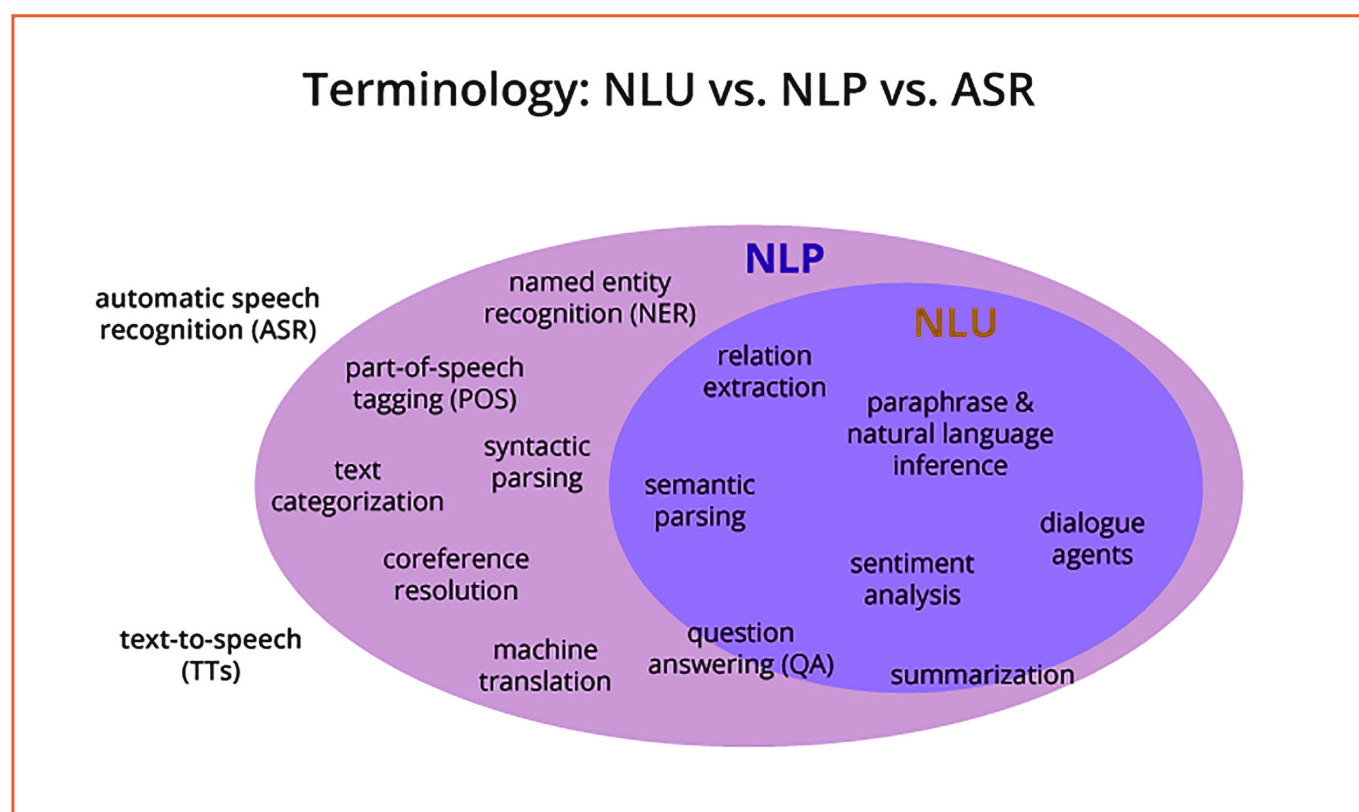 Terminology: NLU vs. NLP vs. ASR
NLP
named entity
recognition (NER)
automatic speech
recognition (ASR)
NLU
relation
extraction
part-of-speech
tagging (POS)
paraphrase &
natural language
inference
syntactic
parsing
text
categorization
semantic
parsing
dialogue
agents
coreference
resolution
sentiment
analysis
text-to-speech
(TTs)
question
answering (QA)
machine
translation
summarization